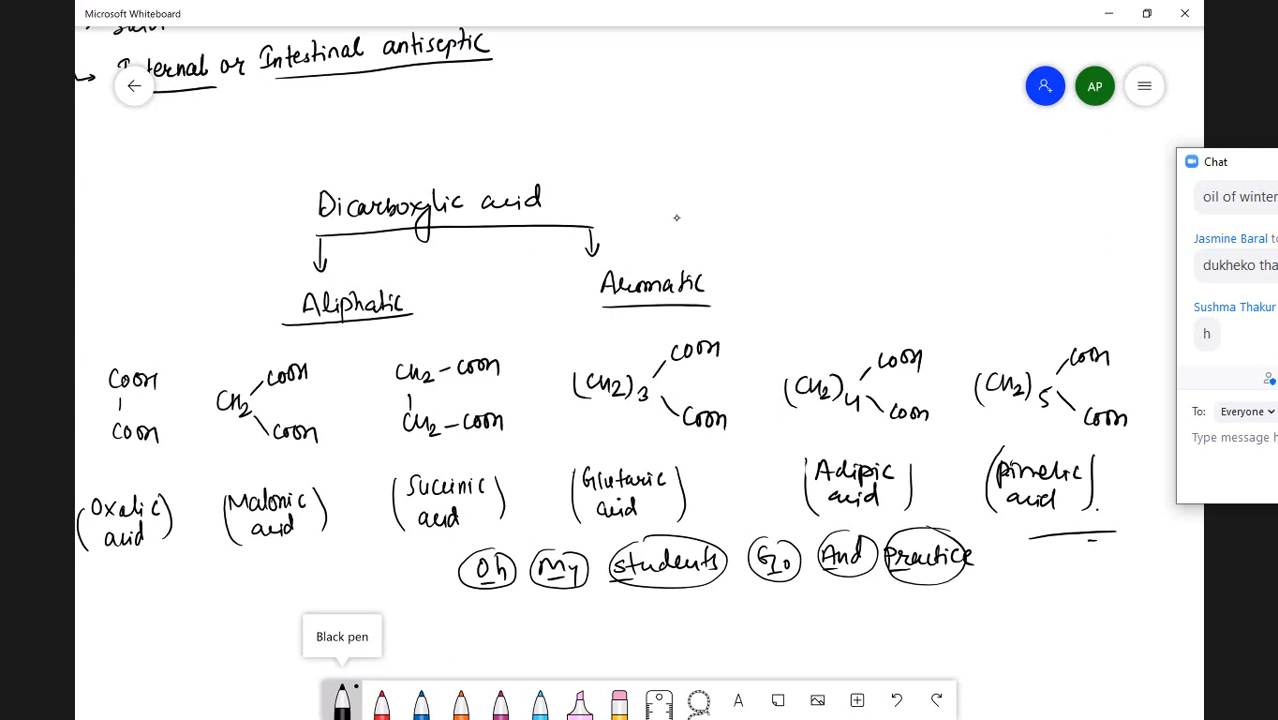 Microsoft Whiteboard
Internal or Intestinal antiseptic
AP
Dicarboxylic acid
Aliphatic
Aromatic
COOH
COOH
CH2
COOH
COOH
CH2 - COOH
CH2 - COOH
(CH2)3
COOH
COOH
(CH2)4
COOH
COOH
(CH2)5
COOH
COOH
(Oxalic
acid)
(Malonic
acid)
(Succinic
acid)
(Glutaric
acid)
(Adipic
acid)
(pimelic
acid)
Oh My students Go And Practice
Black pen
A
Chat
oil of winter
Jasmine Baral to
dukheko tha
Sushma Thakur
h
To: Everyone
Type message h